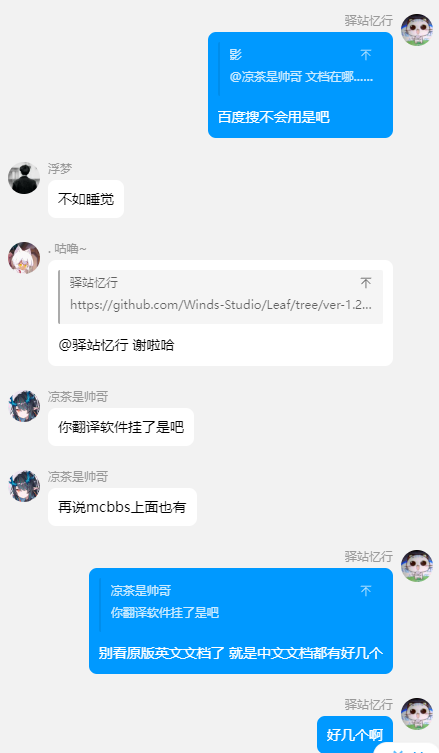 驿站忆行
影
@凉茶是帅哥 文档在哪......
百度搜不会用是吧
浮梦
不如睡觉
. 咕噜~
驿站忆行
https://github.com/Winds-Studio/Leaf/tree/ver-1.2...
@驿站忆行 谢啦哈
凉茶是帅哥
你翻译软件挂了是吧
凉茶是帅哥
再说mcbbs上面也有
驿站忆行
凉茶是帅哥
你翻译软件挂了是吧
别看原版英文文档了 就是中文文档都有好几个
驿站忆行
好几个啊